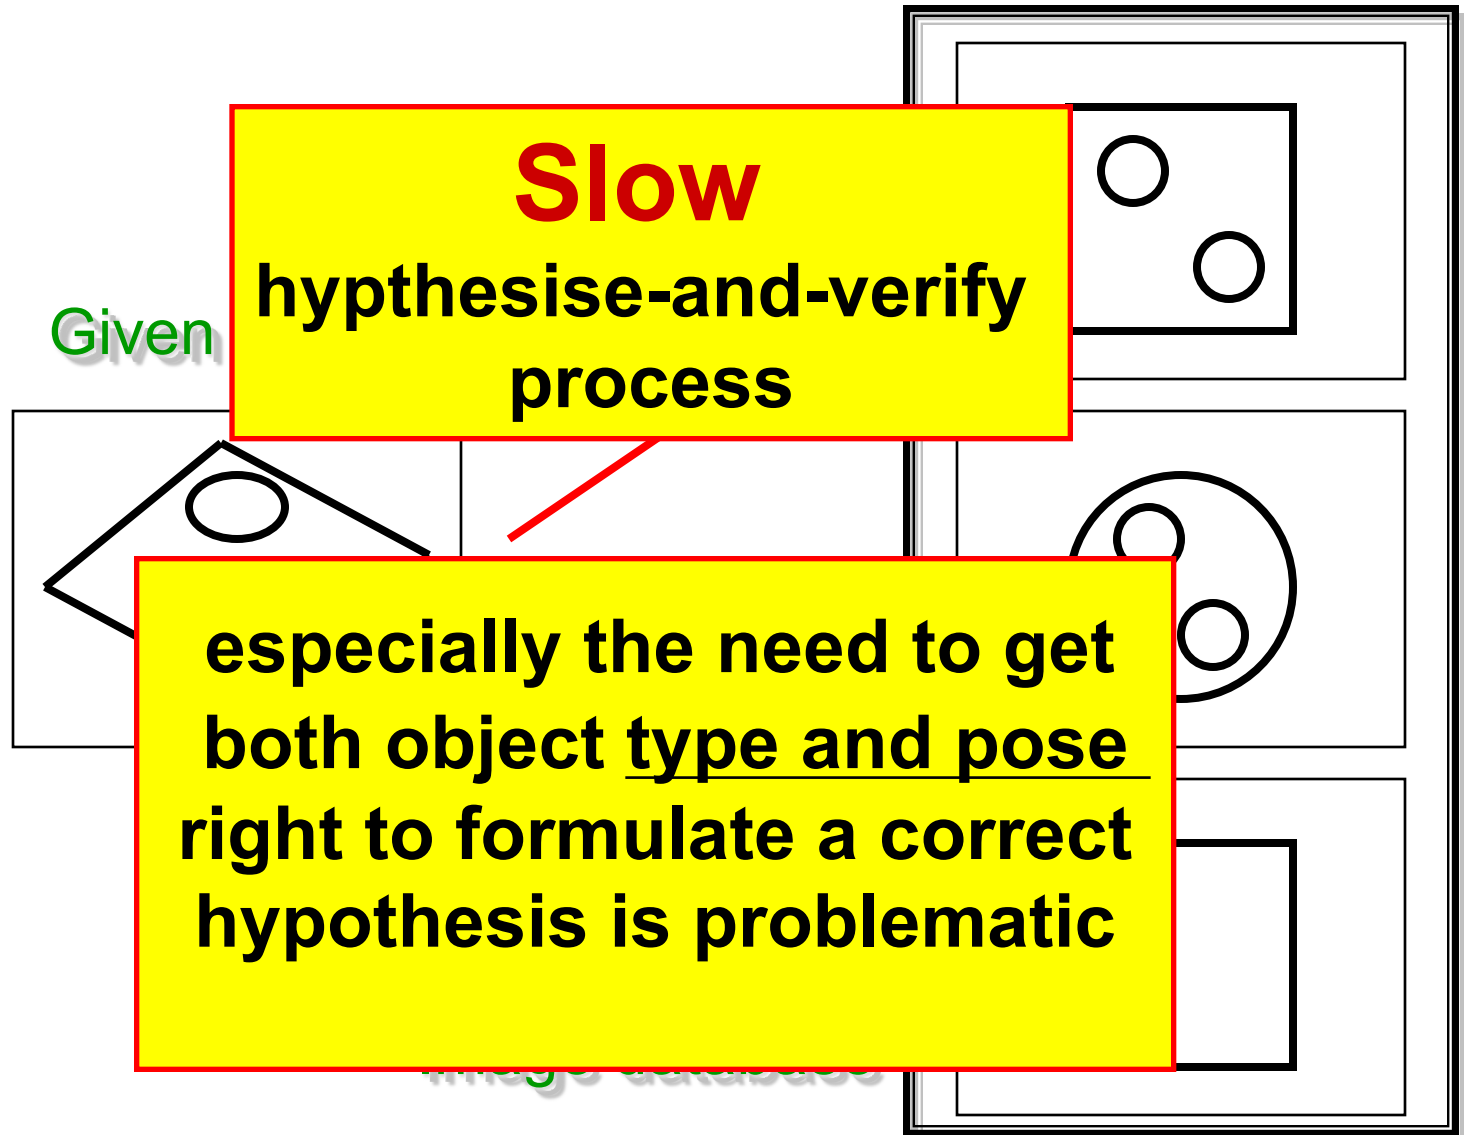 Slow
hypthesise-and-verify
process
Given
especially the need to get
both object type and pose
right to formulate a correct
hypothesis is problematic